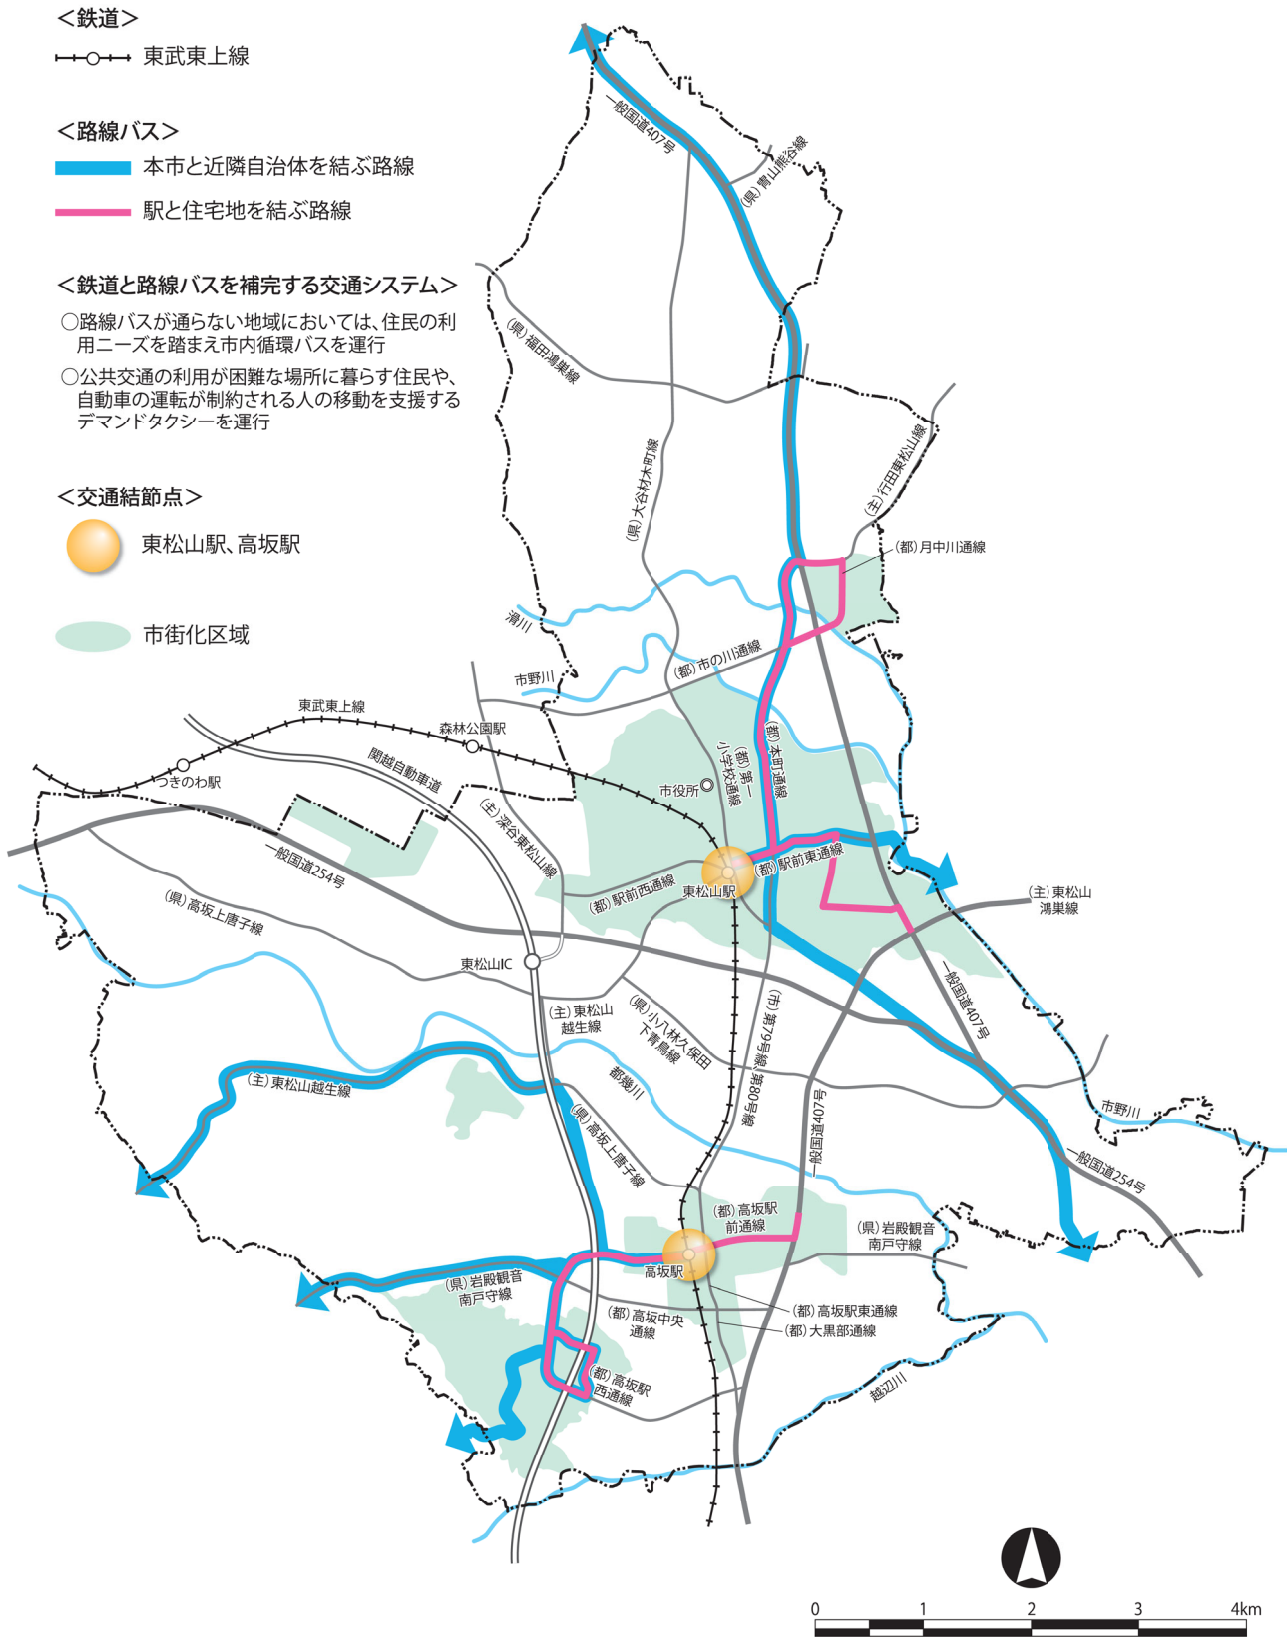 ＜鉄道＞
東武東上線
＜路線バス＞
本市と近隣自治体を結ぶ路線
駅と住宅地を結ぶ路線
＜鉄道と路線バスを補完する交通システム＞
○路線バスが通らない地域においては、住民の利
用ニーズを踏まえ市内循環バスを運行
○公共交通の利用が困難な場所に暮らす住民や、
自動車の運転が制約される人の移動を支援する
デマンドタクシーを運行
＜交通結節点＞
東松山駅、高坂駅
市街化区域
一般国道407号
(県)冑山熊谷線
(県)福田鴻巣線
(県)大谷材木町線
(主)行田東松山線
(都)月中川通線
滑川
市野川
(都)市の川通線
東武東上線
森林公園駅
つきのわ駅
関越自動車道
(主)深谷東松山線
市役所
(都)第一
小学校通線
(都)本町通線
一般国道254号
(都)駅前西通線
東松山駅
(都)駅前東通線
(主)東松山
鴻巣線
(県)高坂上唐子線
東松山IC
(主)東松山
越生線
(県)小八林久保田
下青鳥線
(市)第79号線、第80号線
一般国道407号
都幾川
(主)東松山越生線
(県)高坂上唐子線
一般国道407号
市野川
一般国道254号
(都)高坂駅
前通線
(県)岩殿観音
南戸守線
高坂駅
(県)岩殿観音
南戸守線
(都)高坂中央
通線
(都)高坂駅東通線
(都)大黒部通線
(都)高坂駅
西通線
越辺川
0 1 2 3 4km